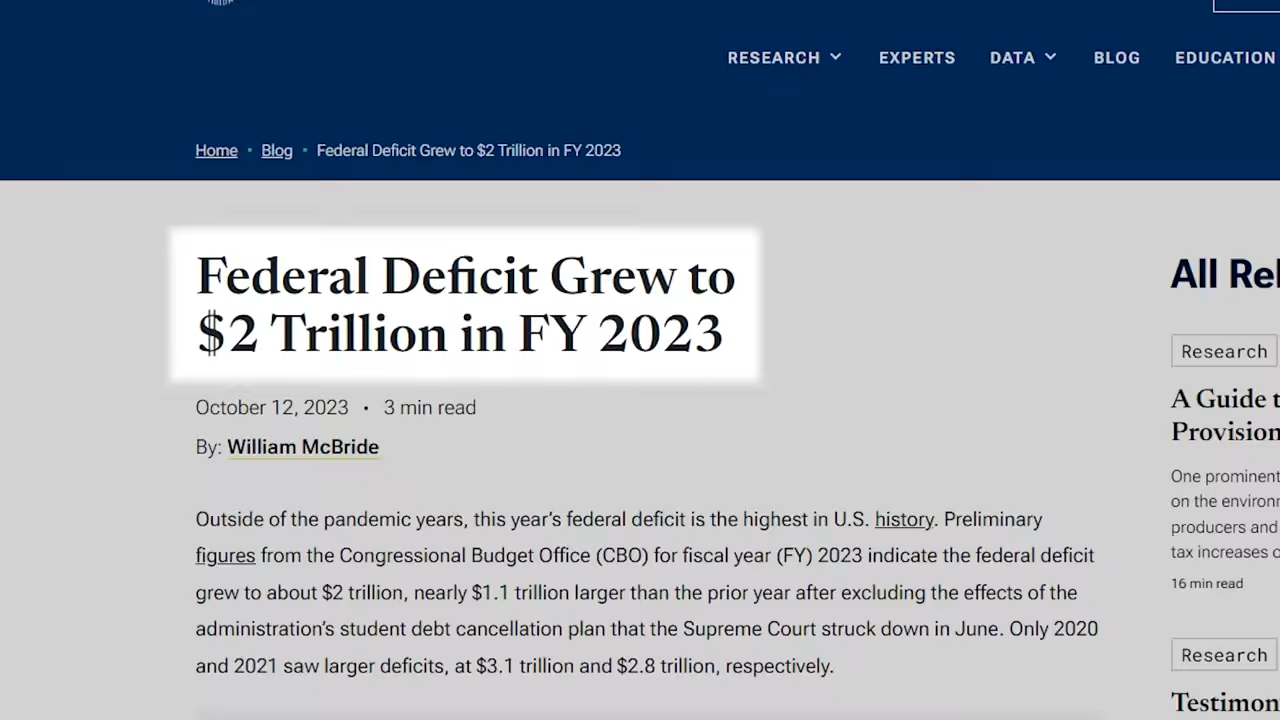 RESEARCH EXPERTS DATA BLOG EDUCATION
Home • Blog • Federal Deficit Grew to $2 Trillion in FY 2023
Federal Deficit Grew to
$2 Trillion in FY 2023
October 12, 2023 • 3 min read
By: William McBride
Outside of the pandemic years, this year’s federal deficit is the highest in U.S. history. Preliminary
figures from the Congressional Budget Office (CBO) for fiscal year (FY) 2023 indicate the federal deficit
grew to about $2 trillion, nearly $1.1 trillion larger than the prior year after excluding the effects of the
administration’s student debt cancellation plan that the Supreme Court struck down in June. Only 2020
and 2021 saw larger deficits, at $3.1 trillion and $2.8 trillion, respectively.
All
Research
A Guide
Provision
One prominent
on the
producers and
tax increases
16 min read
Research